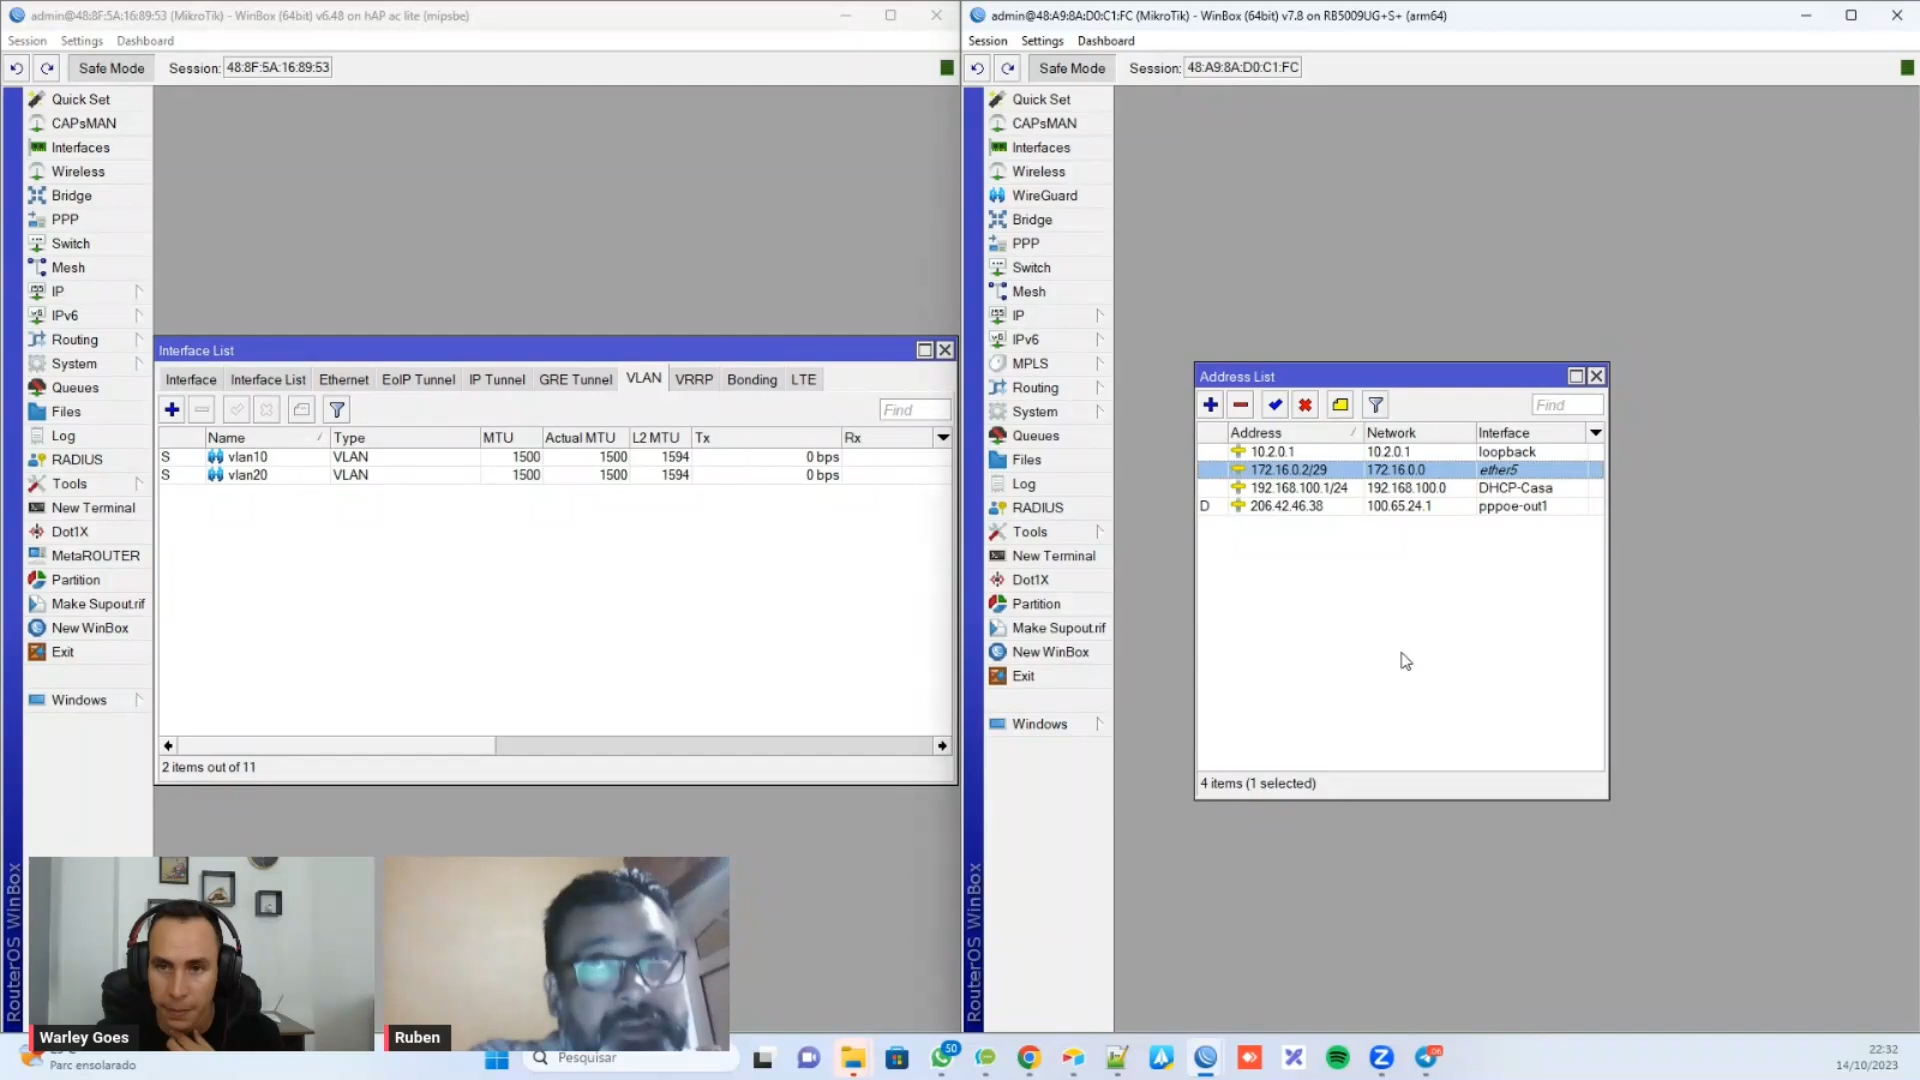 admin@48:8F:5A:16:89:53 (MikroTik) - WinBox (64bit) v6.48 on hAP ac lite (mipsbe)
Session Settings Dashboard
Safe Mode Session: 48:8F:5A:16:89:53
Quick Set
CAPsMAN
Interfaces
Wireless
Bridge
PPP
Switch
Mesh
IP
IPv6
Routing
System
Queues
Files
Log
RADIUS
Tools
New Terminal
Dot1X
MetaROUTER
Partition
Make Supout.rif
New WinBox
Exit
Windows
RouterOS WinBox
Interface List
Interface Interface List Ethernet EoIP Tunnel IP Tunnel GRE Tunnel VLAN VRRP Bonding LTE
Find
Name Type MTU Actual MTU L2 MTU Tx Rx
S vlan10 VLAN 1500 1500 1594 0 bps
S vlan20 VLAN 1500 1500 1594 0 bps
2 items out of 11
admin@48:A9:8A:D0:C1:FC (MikroTik) - WinBox (64bit) v7.8 on RB5009UG+S+ (arm64)
Session Settings Dashboard
Safe Mode Session: 48:A9:8A:D0:C1:FC
Quick Set
CAPsMAN
Interfaces
Wireless
WireGuard
Bridge
PPP
Switch
Mesh
IP
IPv6
MPLS
Routing
System
Queues
Files
Log
RADIUS
Tools
New Terminal
Dot1X
Partition
Make Supout.rif
New WinBox
Exit
Windows
RouterOS WinBox
Address List
Find
Address Network Interface
10.2.0.1 10.2.0.1 loopback
172.16.0.2/29 172.16.0.0 ether5
192.168.100.1/24 192.168.100.0 DHCP-Casa
D 206.42.46.38 100.65.24.1 pppoe-out1
4 items (1 selected)
Warley Goes
Ruben
Parc ensolarado
Pesquisar
50
22:32
14/10/2023